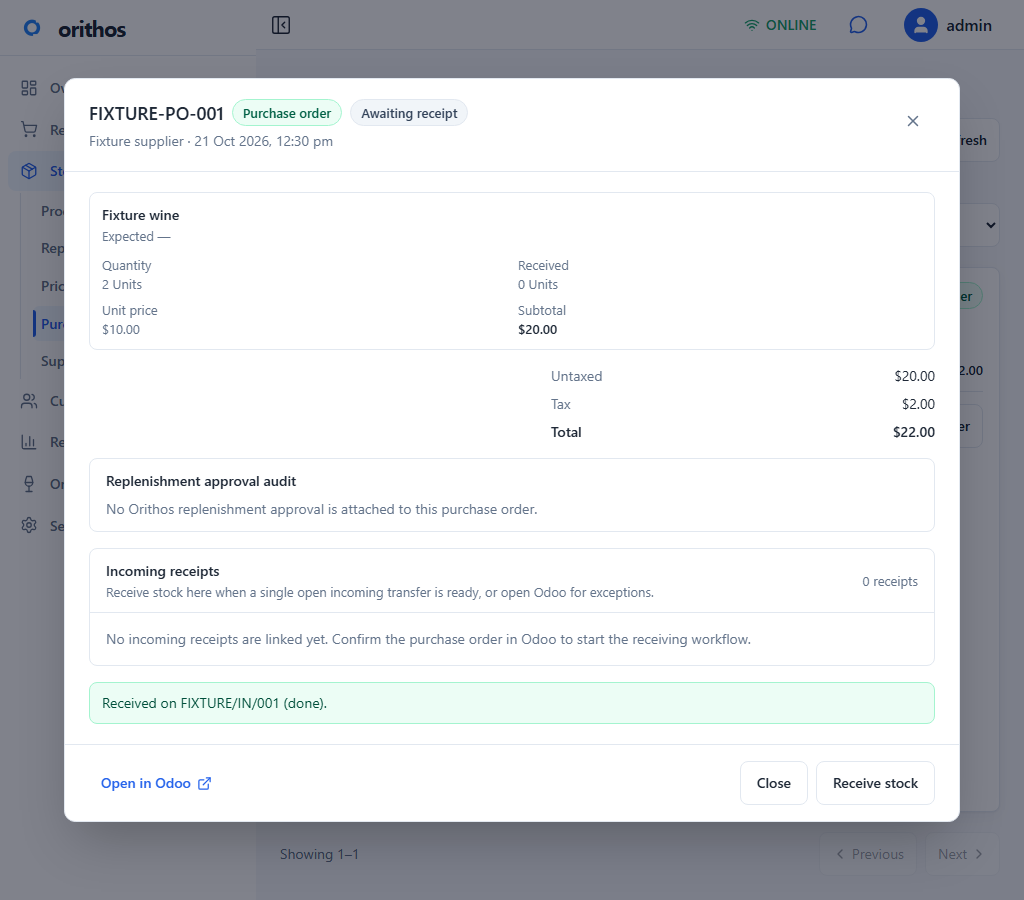 orithos
ONLINE
admin
FIXTURE-PO-001 Purchase order Awaiting receipt
Fixture supplier · 21 Oct 2026, 12:30 pm
Fixture wine
Expected —
Quantity Received
2 Units 0 Units
Unit price Subtotal
$10.00 $20.00
Untaxed $20.00
Tax $2.00
Total $22.00
Replenishment approval audit
No Orithos replenishment approval is attached to this purchase order.
Incoming receipts
Receive stock here when a single open incoming transfer is ready, or open Odoo for exceptions.
0 receipts
No incoming receipts are linked yet. Confirm the purchase order in Odoo to start the receiving workflow.
Received on FIXTURE/IN/001 (done).
Open in Odoo Close Receive stock
Showing 1–1 Previous Next